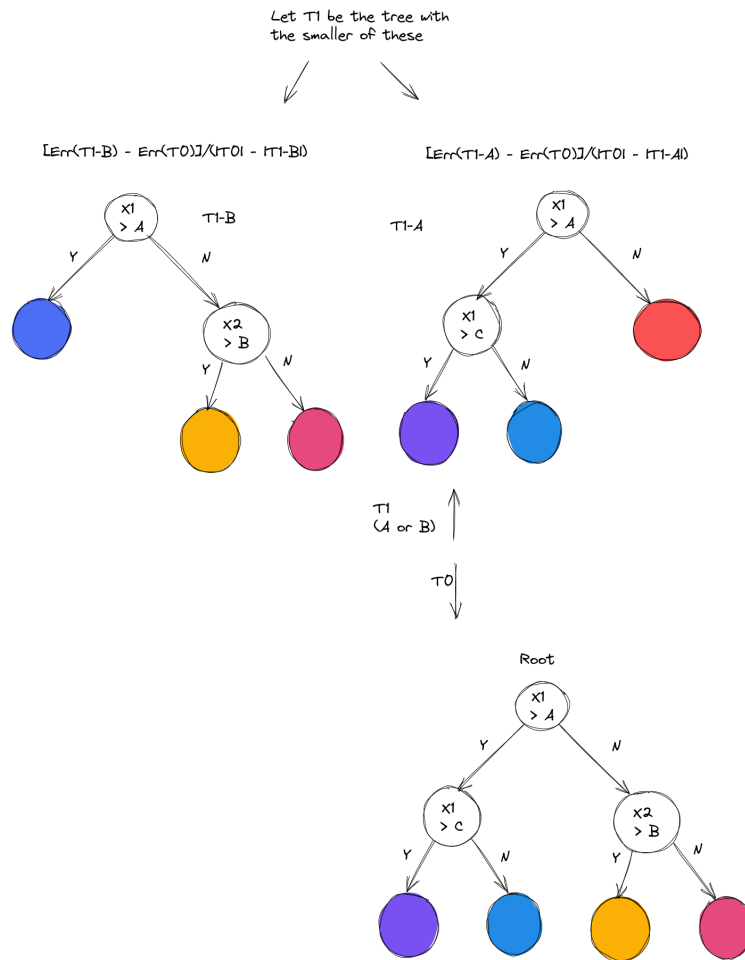 Let T1 be the tree with
the smaller of these
[Err(T1-B) - Err(T0)]/(|T0| - |T1-B|)
[Err(T1-A) - Err(T0)]/(|T0| - |T1-A|)
x1
> A
T1-B
Y
N
x2
> B
Y
N
T1-A
x1
> A
Y
N
x1
> C
Y
N
T1
(A or B)
T0
Root
x1
> A
Y
N
x1
> C
x2
> B
Y
N
Y
N